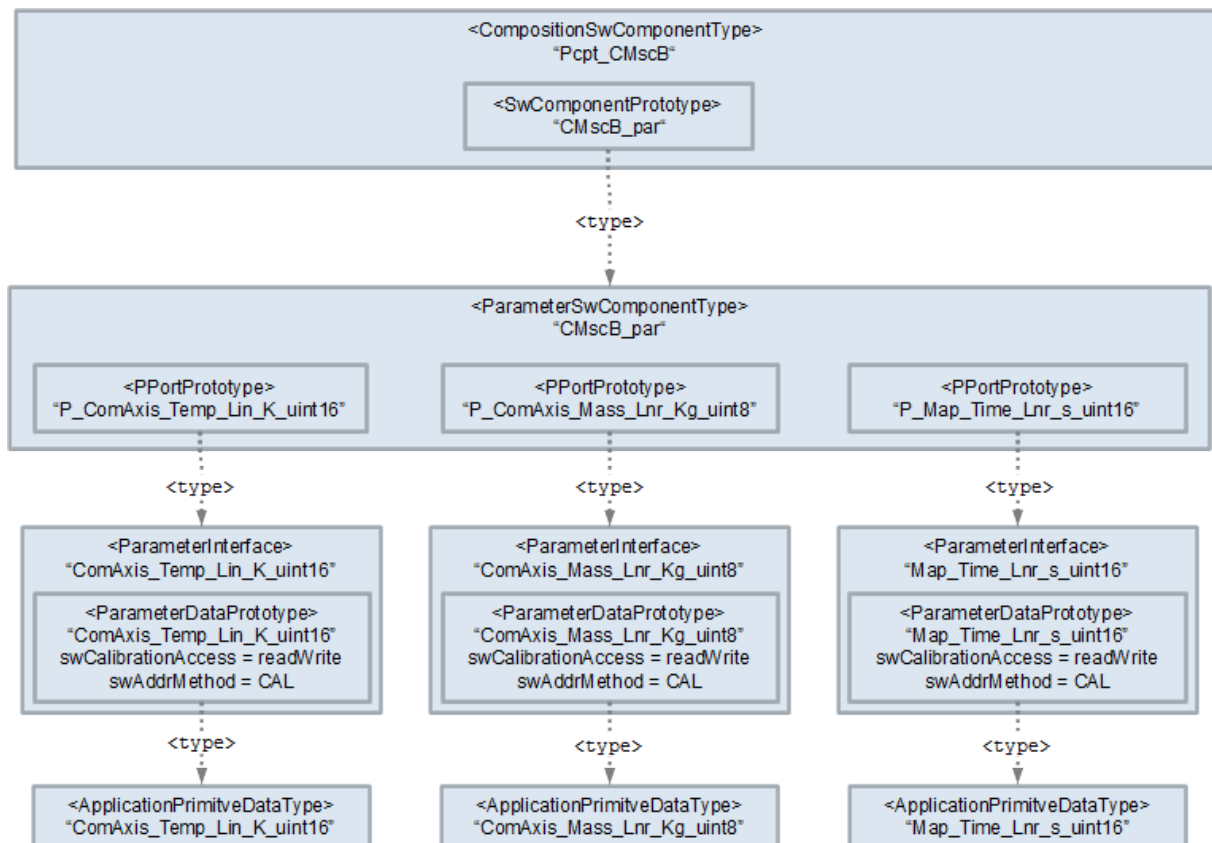 <CompositionSwComponentType>
“Pcpt_CMscB“
<SwComponentPrototype>
“CMscB_par“
<type>
<ParameterSwComponentType>
“CMscB_par“
<PPortPrototype>
“P_ComAxis_Temp_Lin_K_uint16”
<PPortPrototype>
“P_ComAxis_Mass_Lnr_Kg_uint8”
<PPortPrototype>
“P_Map_Time_Lnr_s_uint16”
<type>
<type>
<type>
<ParameterInterface>
“ComAxis_Temp_Lin_K_uint16”
<ParameterDataPrototype>
“ComAxis_Temp_Lin_K_uint16”
swCalibrationAccess = readWrite
swAddrMethod = CAL
<ParameterInterface>
“ComAxis_Mass_Lnr_Kg_uint8”
<ParameterDataPrototype>
“ComAxis_Mass_Lnr_Kg_uint8”
swCalibrationAccess = readWrite
swAddrMethod = CAL
<ParameterInterface>
“Map_Time_Lnr_s_uint16”
<ParameterDataPrototype>
“Map_Time_Lnr_s_uint16”
swCalibrationAccess = readWrite
swAddrMethod = CAL
<type>
<type>
<type>
<ApplicationPrimitveDataType>
“ComAxis_Temp_Lin_K_uint16”
<ApplicationPrimitveDataType>
“ComAxis_Mass_Lnr_Kg_uint8”
<ApplicationPrimitveDataType>
“Map_Time_Lnr_s_uint16”